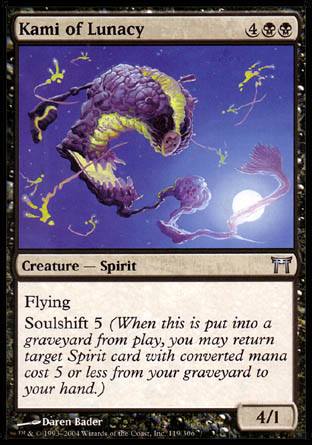 Kami of Lunacy 4
Creature — Spirit
Flying
Soulshift 5 (When this is put into a
graveyard from play, you may return
target Spirit card with converted mana
cost 5 or less from your graveyard to
your hand.)
Daren Bader
™ & © 1993–2004 Wizards of the Coast, Inc. 119/306
4/1